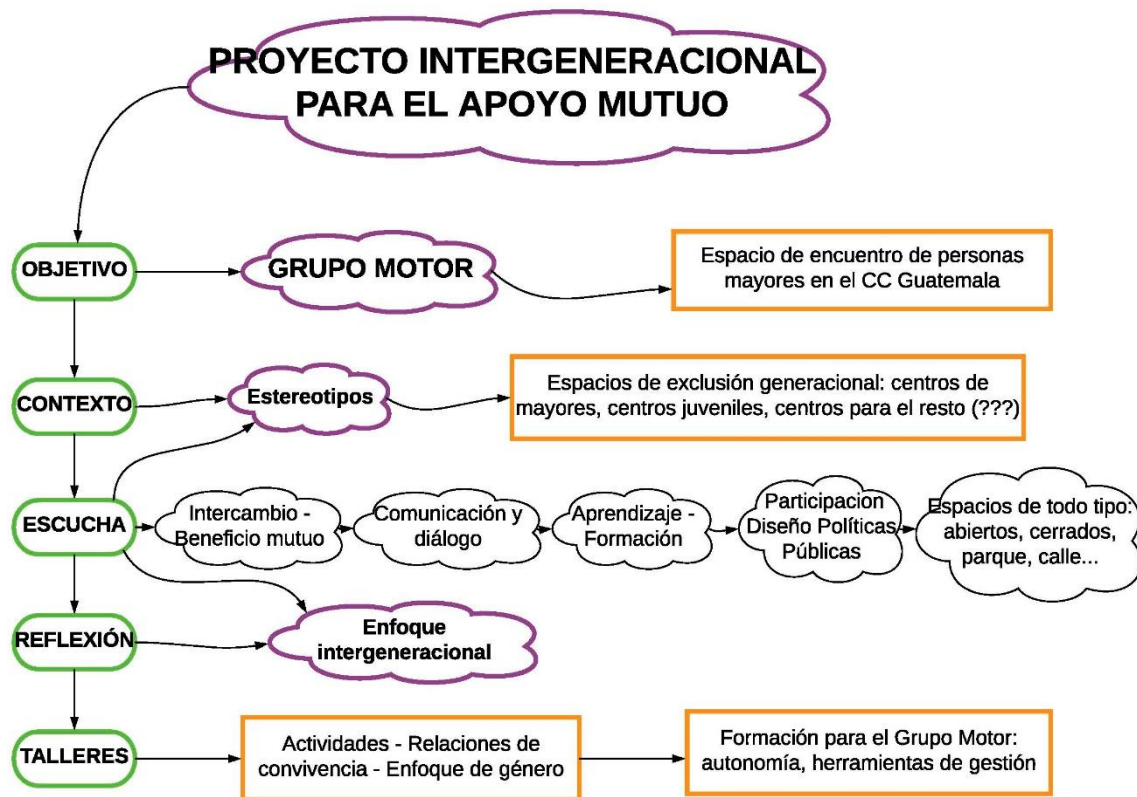 PROYECTO INTERGENERACIONAL
PARA EL APOYO MUTUO
OBJETIVO
GRUPO MOTOR
Espacio de encuentro de personas
mayores en el CC Guatemala
CONTEXTO
Estereotipos
Espacios de exclusión generacional: centros de
mayores, centros juveniles, centros para el resto (???)
ESCUCHA
Intercambio -
Beneficio mutuo
Comunicación y
diálogo
Aprendizaje -
Formación
Participacion
Diseño Políticas
Públicas
Espacios de todo tipo:
abiertos, cerrados,
parque, calle...
REFLEXIÓN
Enfoque
intergeneracional
TALLERES
Actividades - Relaciones de
convivencia - Enfoque de género
Formación para el Grupo Motor:
autonomía, herramientas de gestión